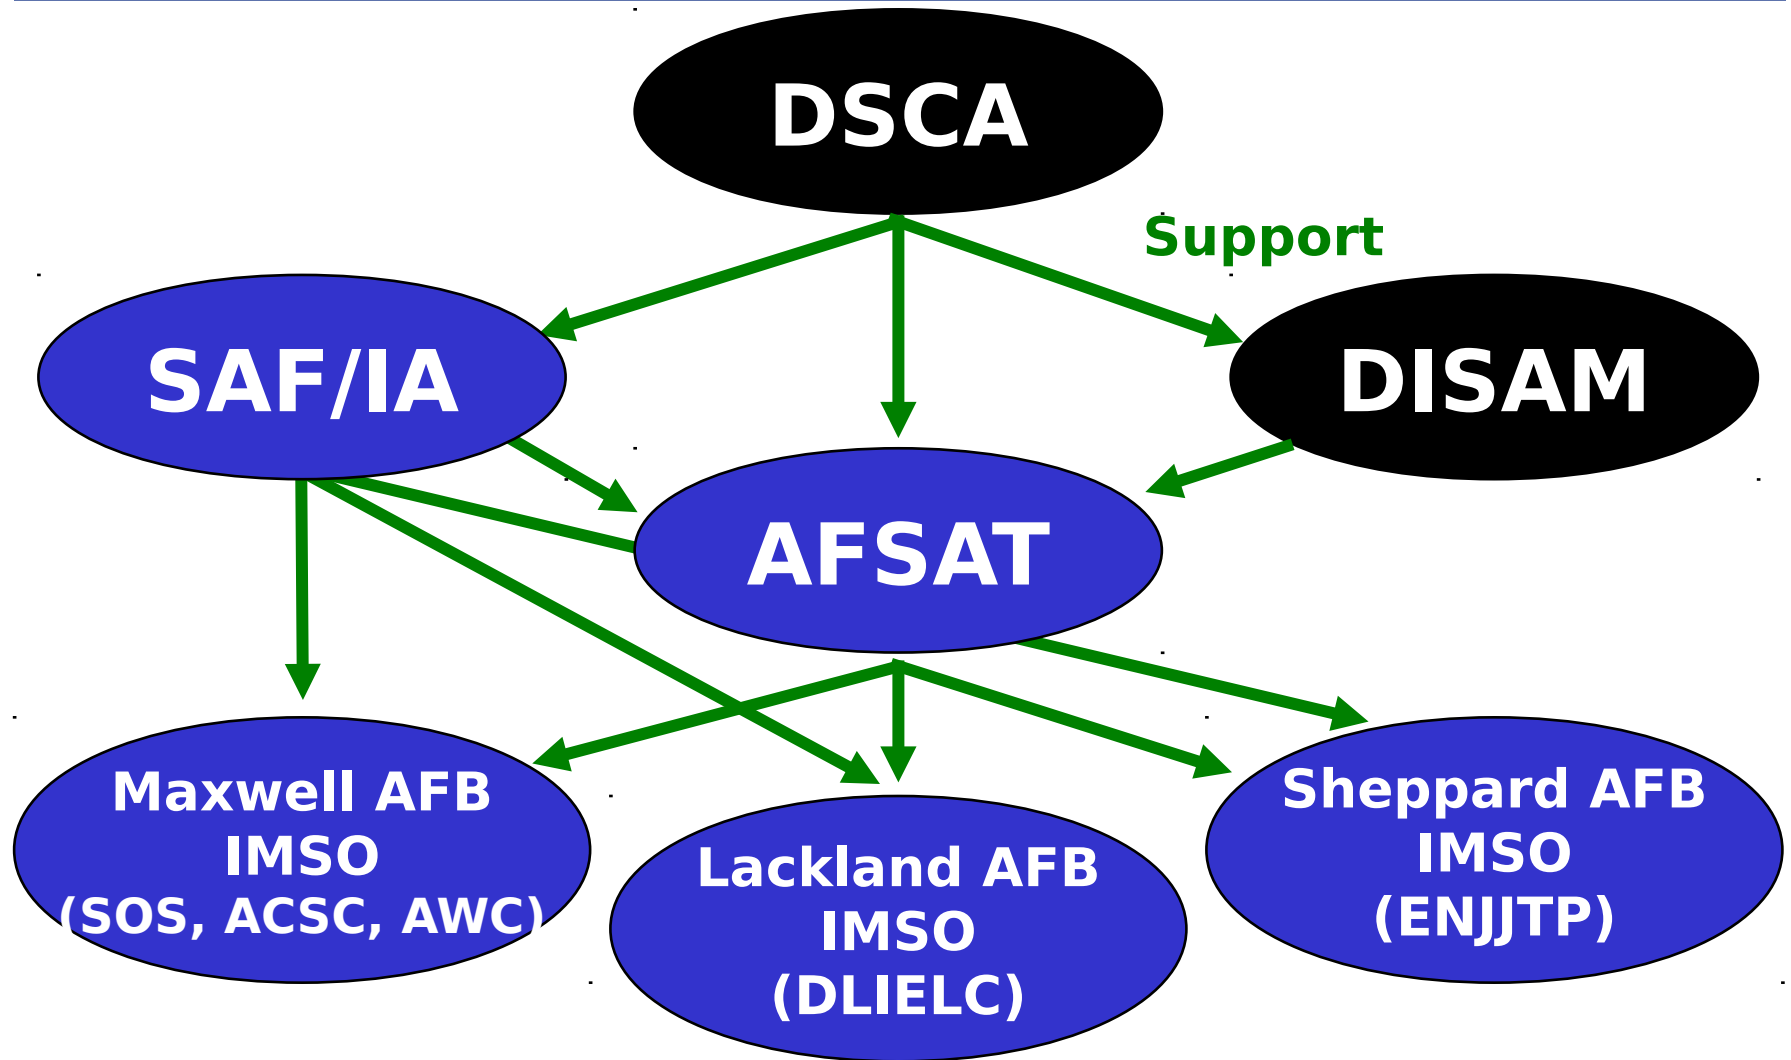 DSCA
Support
SAF/IA
DISAM
AFSAT
Maxwell AFB
IMSO
(SOS, ACSC, AWC)
Lackland AFB
IMSO
(DLIELC)
Sheppard AFB
IMSO
(ENJJTP)